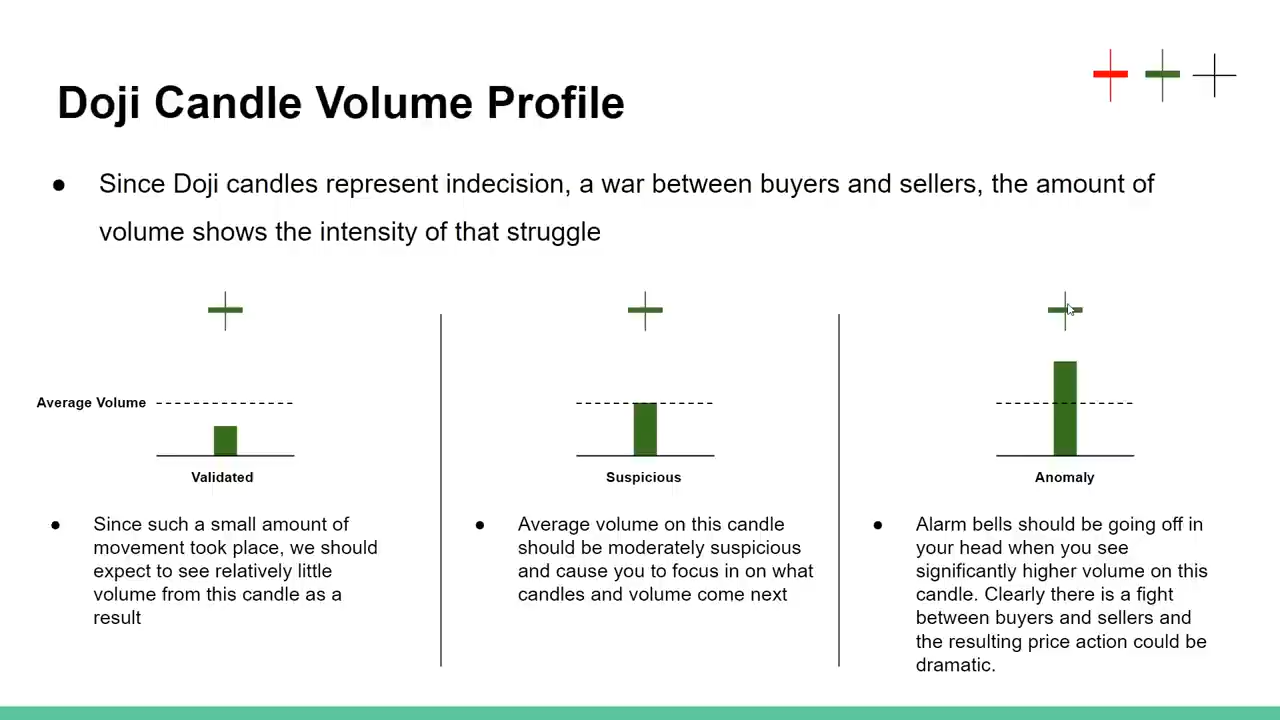 Doji Candle Volume Profile
● Since Doji candles represent indecision, a war between buyers and sellers, the amount of
volume shows the intensity of that struggle
Average Volume
Validated
● Since such a small amount of
movement took place, we should
expect to see relatively little
volume from this candle as a
result
Suspicious
● Average volume on this candle
should be moderately suspicious
and cause you to focus in on what
candles and volume come next
Anomaly
● Alarm bells should be going off in
your head when you see
significantly higher volume on this
candle. Clearly there is a fight
between buyers and sellers and
the resulting price action could be
dramatic.